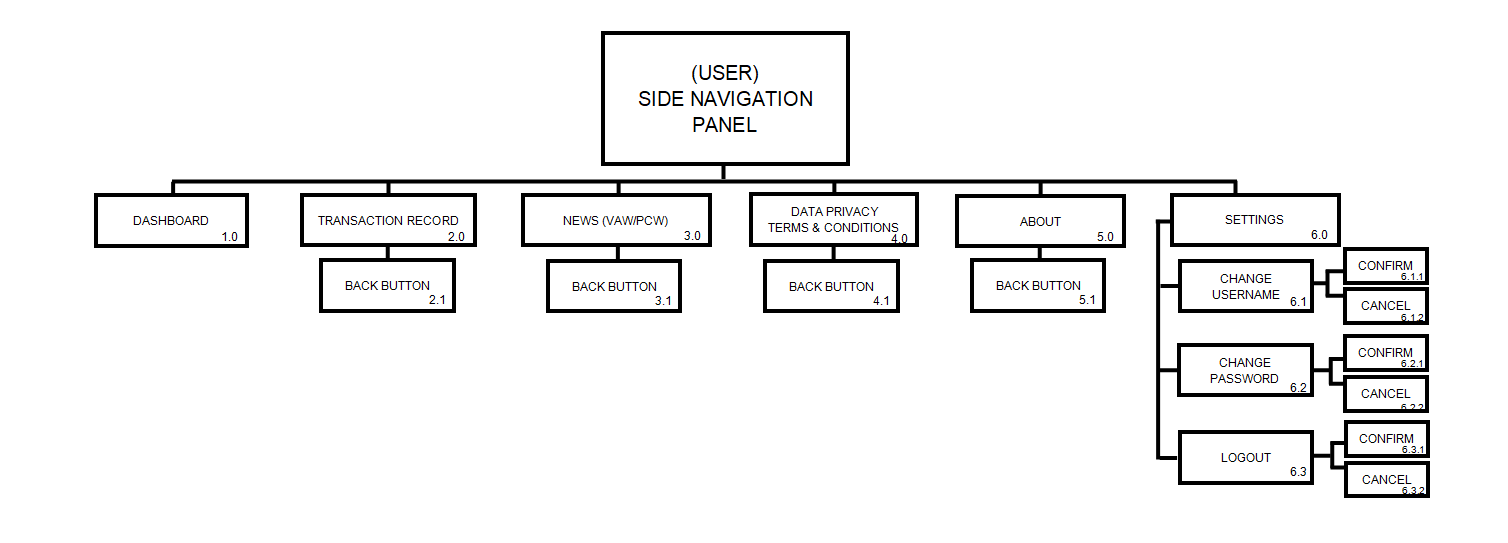 (USER)
SIDE NAVIGATION
PANEL
DASHBOARD
1.0
TRANSACTION RECORD
2.0
BACK BUTTON
2.1
NEWS (VAW/PCW)
3.0
BACK BUTTON
3.1
DATA PRIVACY
TERMS & CONDITIONS
4.0
BACK BUTTON
4.1
ABOUT
5.0
BACK BUTTON
5.1
SETTINGS
6.0
CHANGE
USERNAME
6.1
CONFIRM
6.1.1
CANCEL
6.1.2
CHANGE
PASSWORD
6.2
CONFIRM
6.2.1
CANCEL
6.2.2
LOGOUT
6.3
CONFIRM
6.3.1
CANCEL
6.3.2